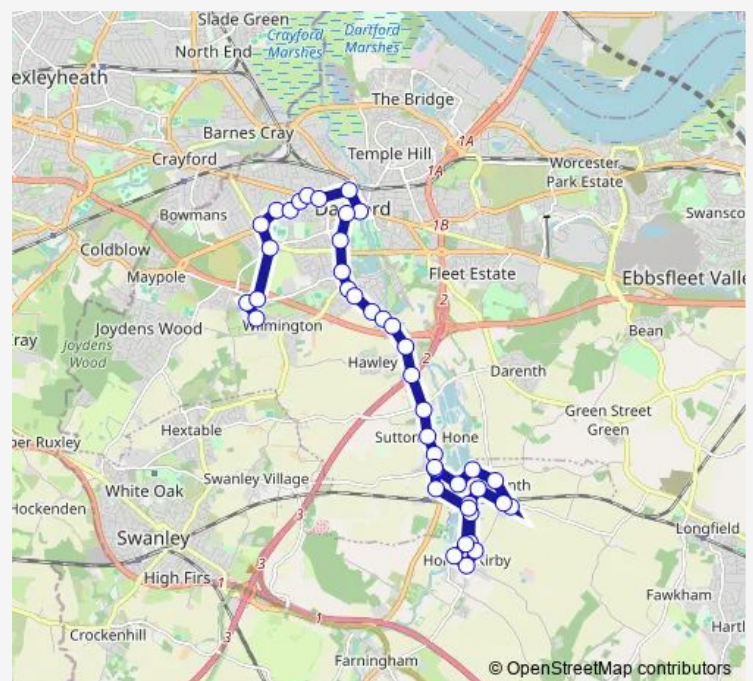 Slade Green
Crayford
Marshes
Dartford
Marshes
North End
exleyheath
The Bridge
1A
Barnes Cray
Temple Hill
Crayford
1A
Worcester
Park Estate
Bowmans
Swansco
1B
Coldblow
Maypole
Fleet Estate
Ebbsfleet Valle
2
Joydens Wood
Wilmington
Bean
ray
Joydens
Wood
2
Hawley
Darenth
Green Street
Green
Hextable
per Ruxley
Hone
Swanley Village
White Oak
nth
Hockenden
3
Longfield
Swanley
3
Kirby
High Firs
1
Fawkham
1
Hartl
Crockenhill
3
Farningham
© OpenStreetMap contributors